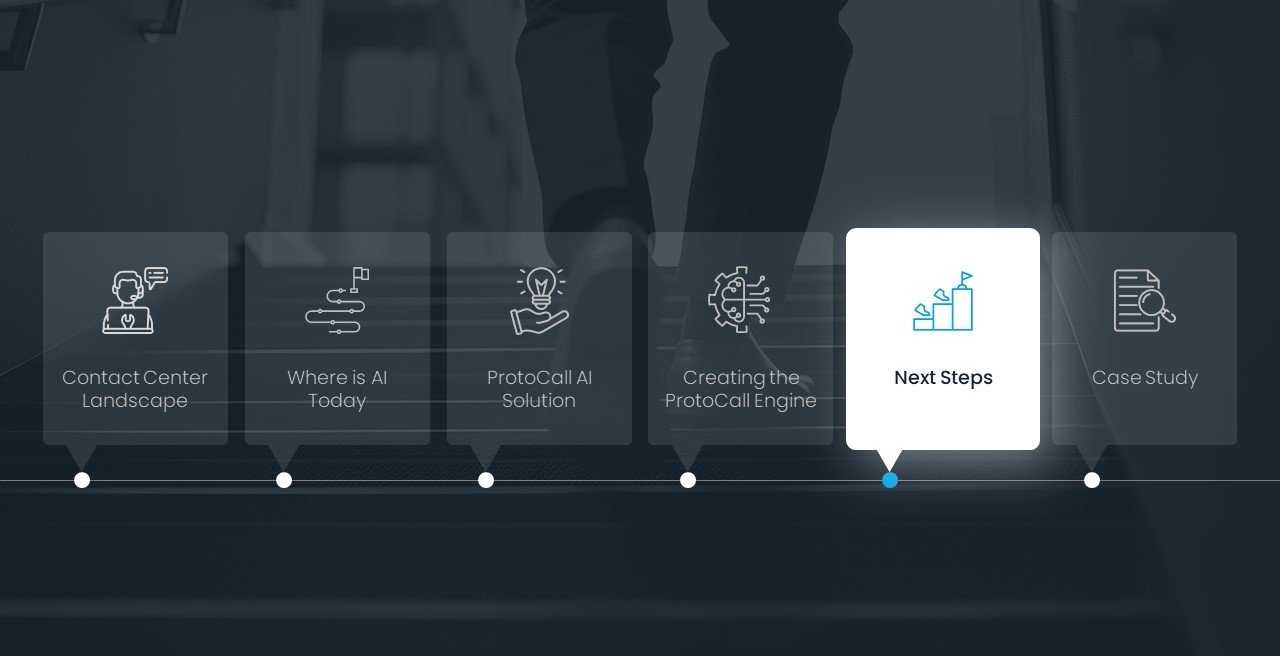 Contact Center
Landscape
Where is AI
Today
ProtoCall AI
Solution
Creating the
ProtoCall Engine
Next Steps
Case Study